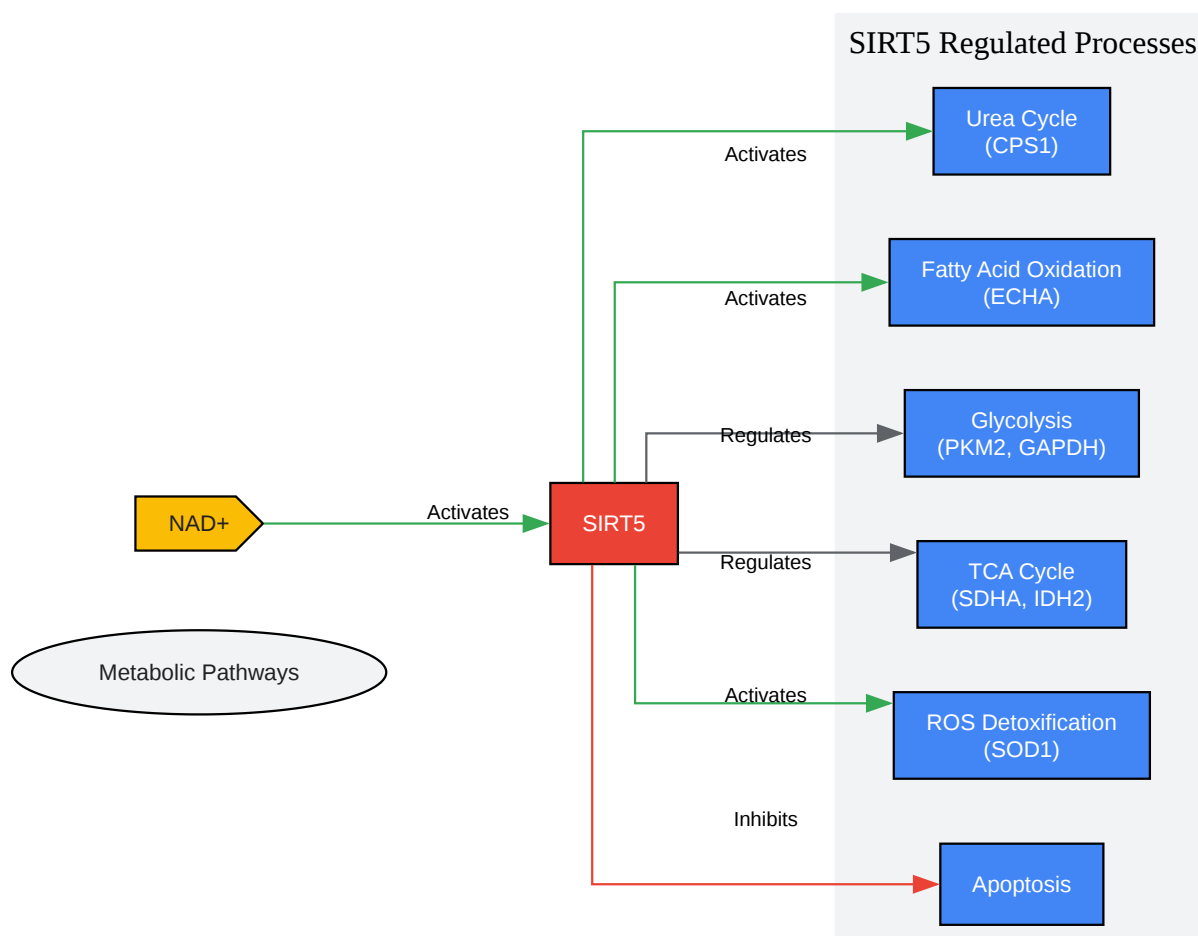 SIRT5 Regulated Processes
Urea Cycle
(CPS1)
Activates
Fatty Acid Oxidation
(ECHA)
Activates
Glycolysis
(PKM2, GAPDH)
Regulates
NAD+
Activates
SIRT5
TCA Cycle
(SDHA, IDH2)
Regulates
Metabolic Pathways
Activates
ROS Detoxification
(SOD1)
Inhibits
Apoptosis